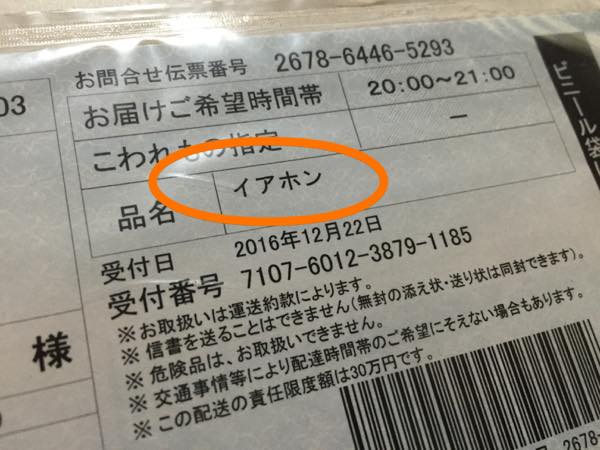 お問合せ伝票番号 2678-6446-5293
03
お届けご希望時間帯 20:00～21:00
こわれもの指定 ー
品名 イアホン
受付日 2016年12月22日
受付番号 7107-6012-3879-1185
※お取扱いは運送約款によります。
※信書を送ることはできません(無封の添え状・送り状は同封できます)。
※危険品は、お取扱いできません。
※交通事情等により配達時間帯のご希望にそえない場合もあります。
※この配送の責任限度額は30万円です。
様
ビニール袋
2678-